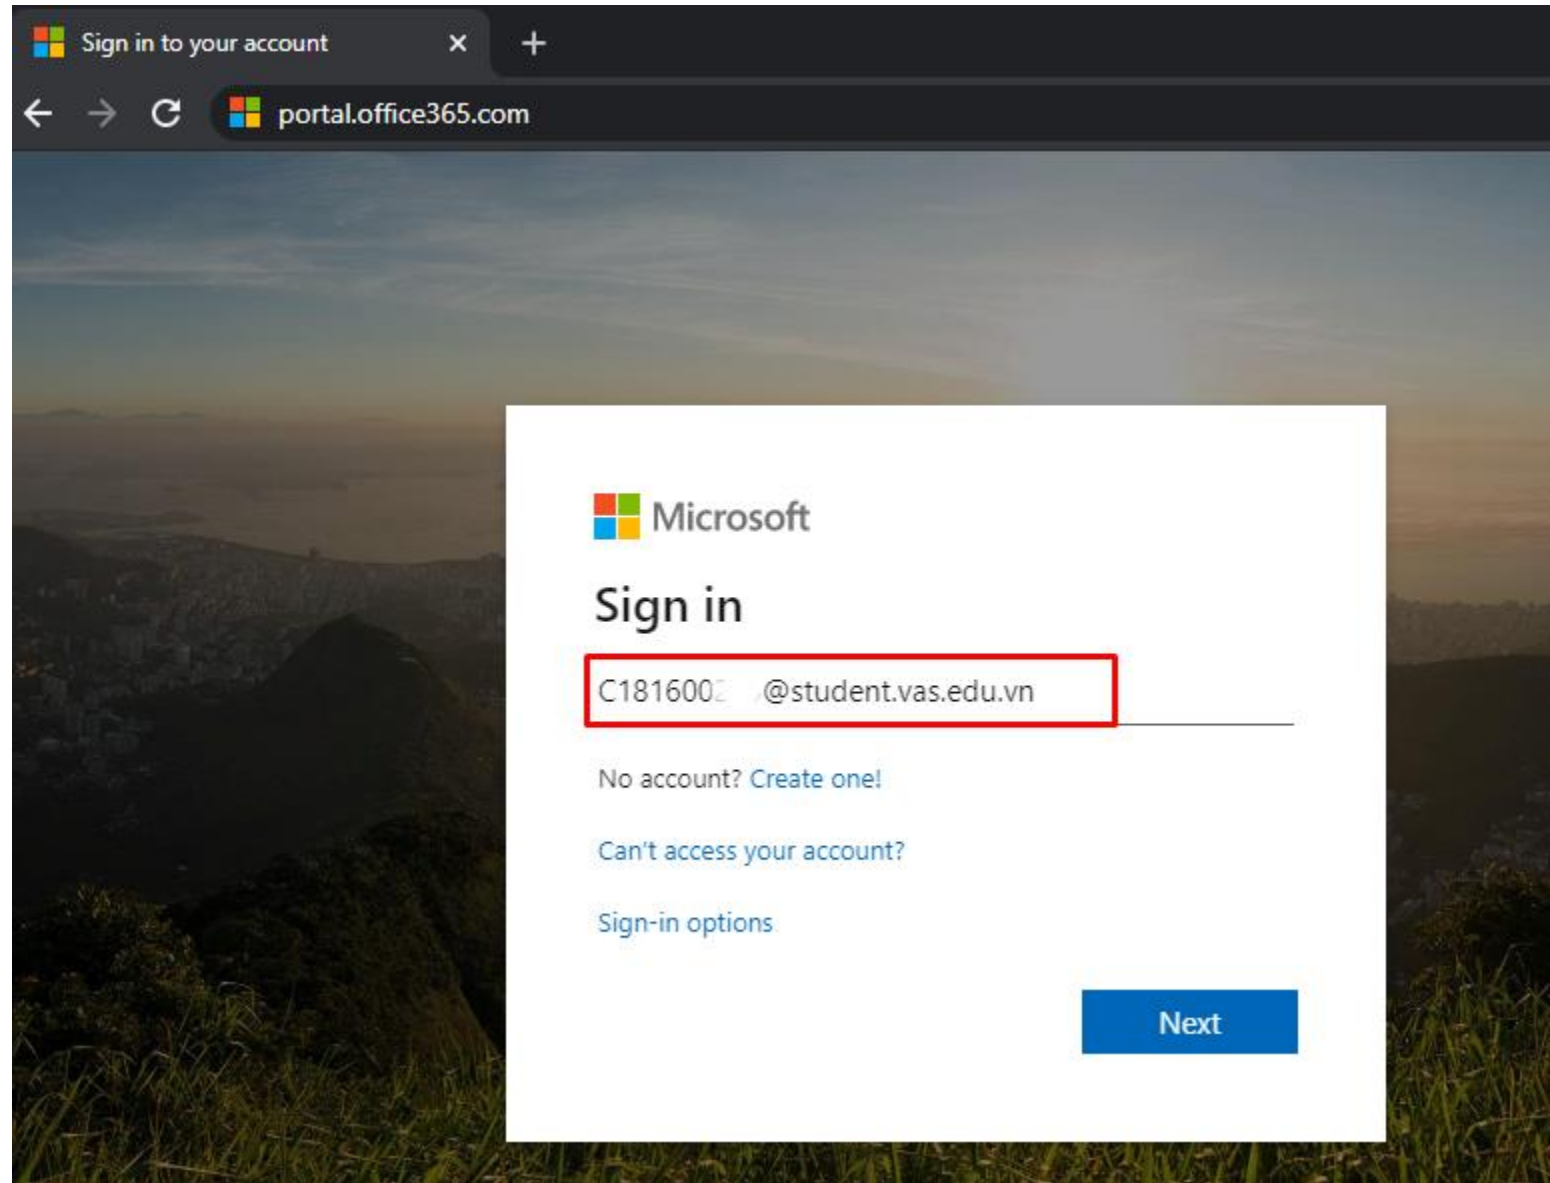 Sign in to your account
portal.office365.com
Microsoft
Sign in
@student.vas.edu.vn
No account? Create one!
Can't access your account?
Sign-in options
Next